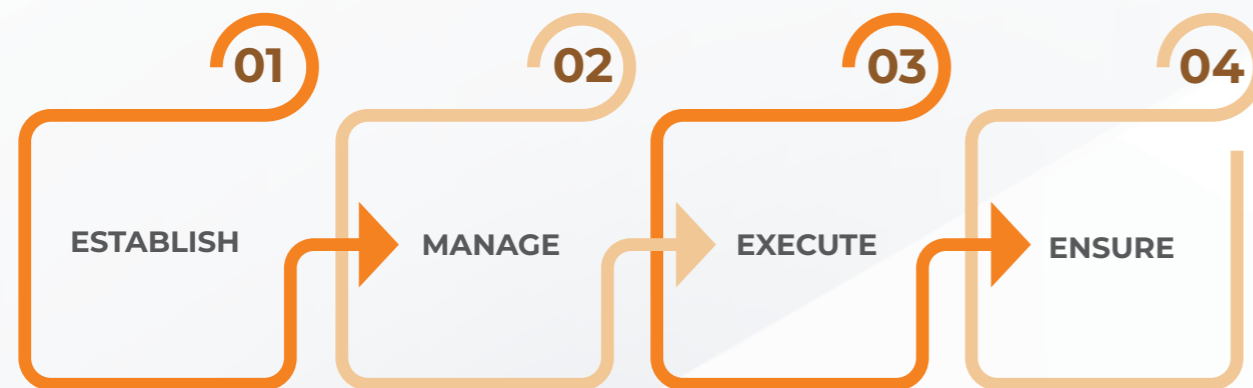 01
02
03
04
ESTABLISH
MANAGE
EXECUTE
ENSURE